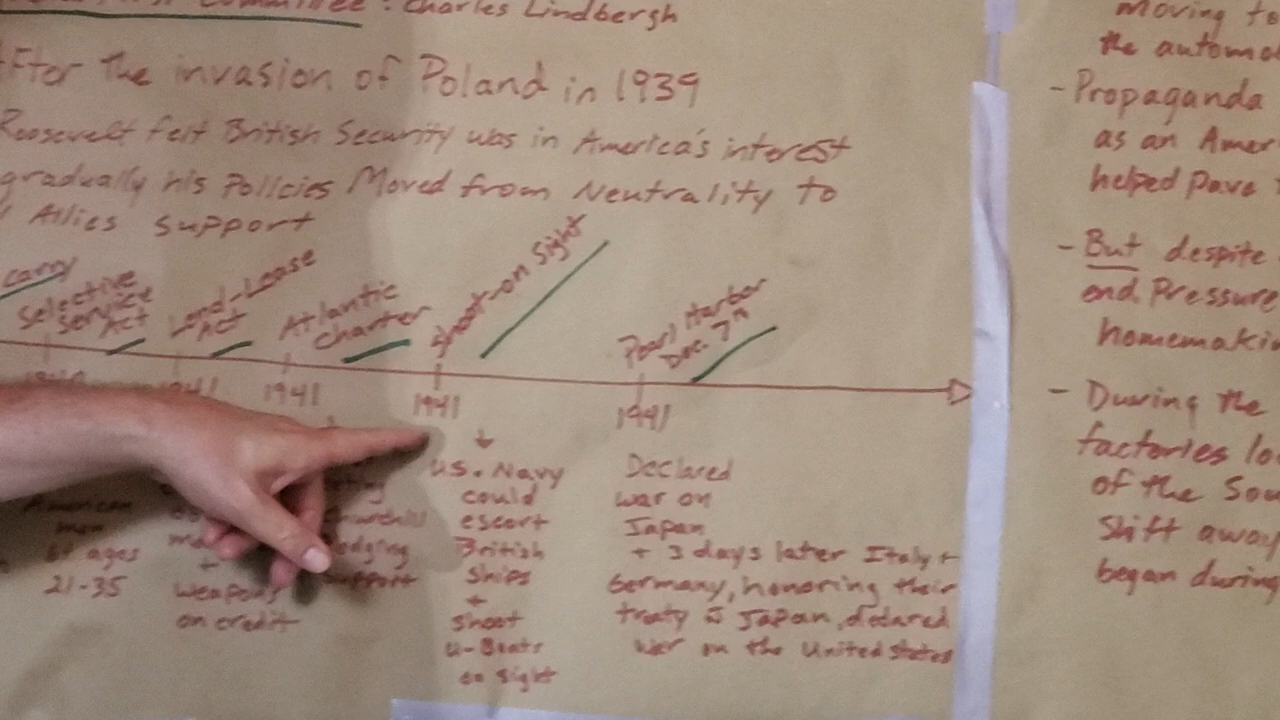 Committee : Charles Lindbergh
After the invasion of Poland in 1939
Roosevelt felt British Security was in America's interest
gradually his Policies Moved from Neutrality to
Allies support
carry
Selective
Service
Act
Lend-Lease
Act
Atlantic
Charter
Shoot-on Sight
Pearl Harbor
Dec. 7th
1941
1941
1941
1941
American
men
of ages
21-35
+
weapons
on credit
Churchill
pledging
support
U.S. Navy
could
escort
British
Ships
+
Shoot
U-Boats
on sight
Declared
war on
Japan
+ 3 days later Italy +
Germany, honoring their
treaty w Japan, declared
war on the United States
moving to
the automo
- Propaganda
as an Amer
helped pave
- But despite
end, Pressure
homemakin
- During the
factories lo
of the Sou
shift away
began during